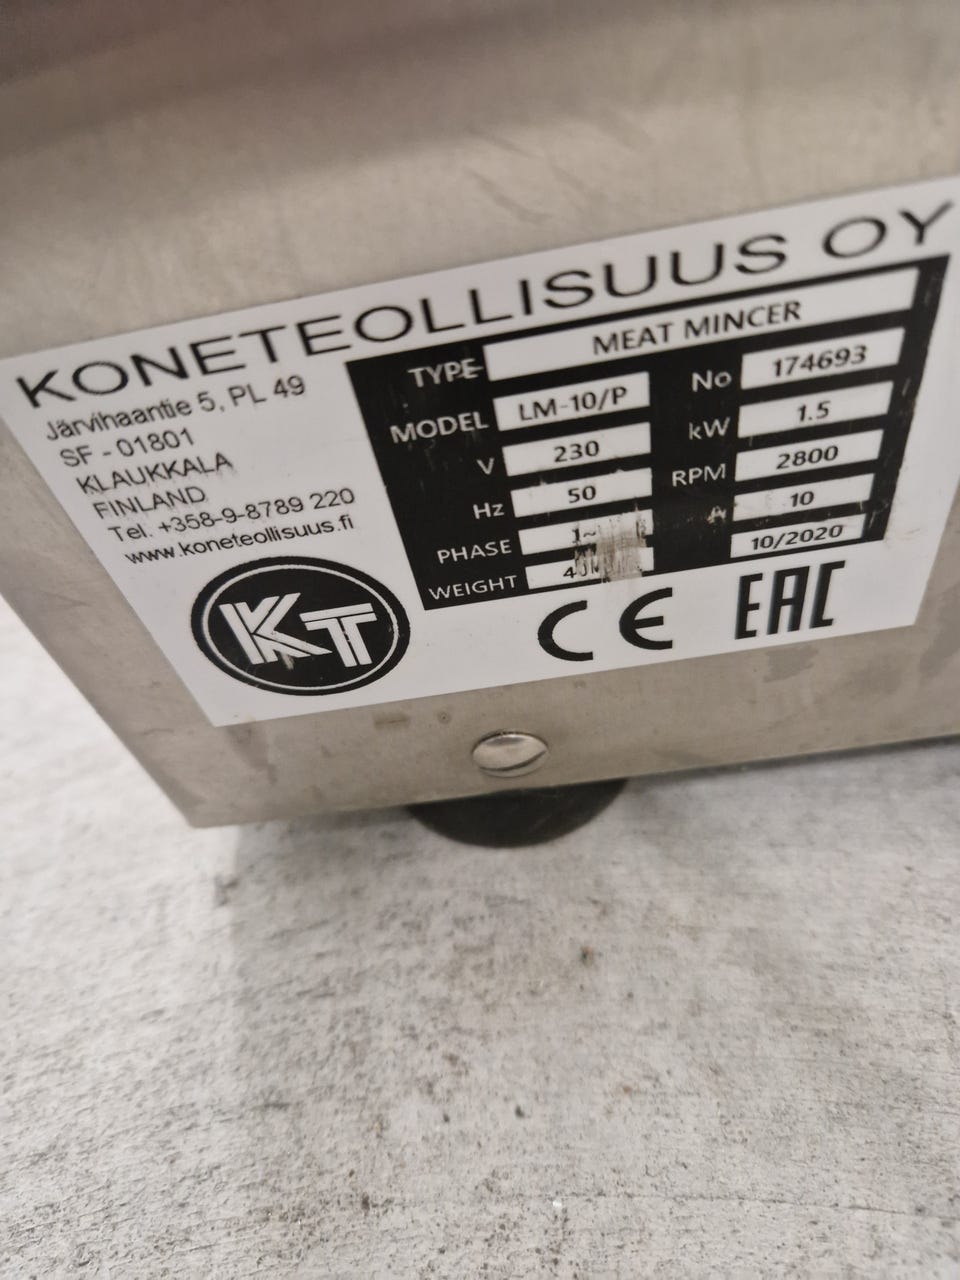 KONETEOLLISUUS OY
Järvihaantie 5, PL 49
SF - 01801
KLAUKKALA
FINLAND
Tel. +358-9-8789 220
www.koneteollisuus.fi
KT
TYPE MEAT MINCER
MODEL LM-10/P No 174693
V 230 kW 1.5
Hz 50 RPM 2800
PHASE 1~ A 10
WEIGHT 10/2020
CE EAC